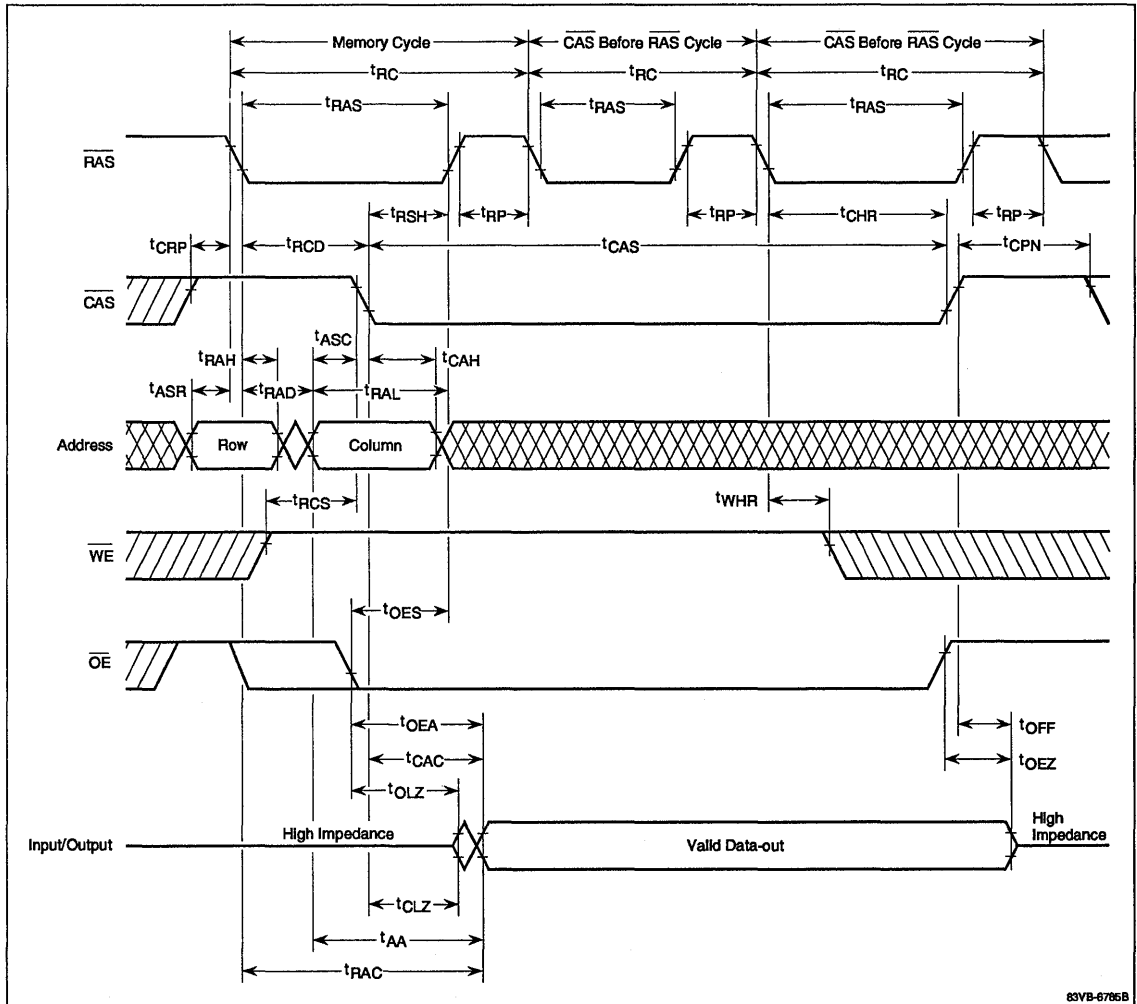 Memory Cycle
CAS Before RAS Cycle
CAS Before RAS Cycle
tRC
tRC
tRC
tRAS
tRAS
tRAS
RAS
tRSH
tRP
tRP
tCHR
tRP
tCRP
tRCD
tCAS
tCPN
CAS
tASC
tRAH
tCAH
tASR
tRAD
tRAL
Address
Row
Column
tRCS
tWHR
WE
tOES
OE
tOEA
tOFF
tCAC
tOEZ
tOLZ
High Impedance
High
Impedance
Input/Output
Valid Data-out
tCLZ
tAA
tRAC
83VB-6785B